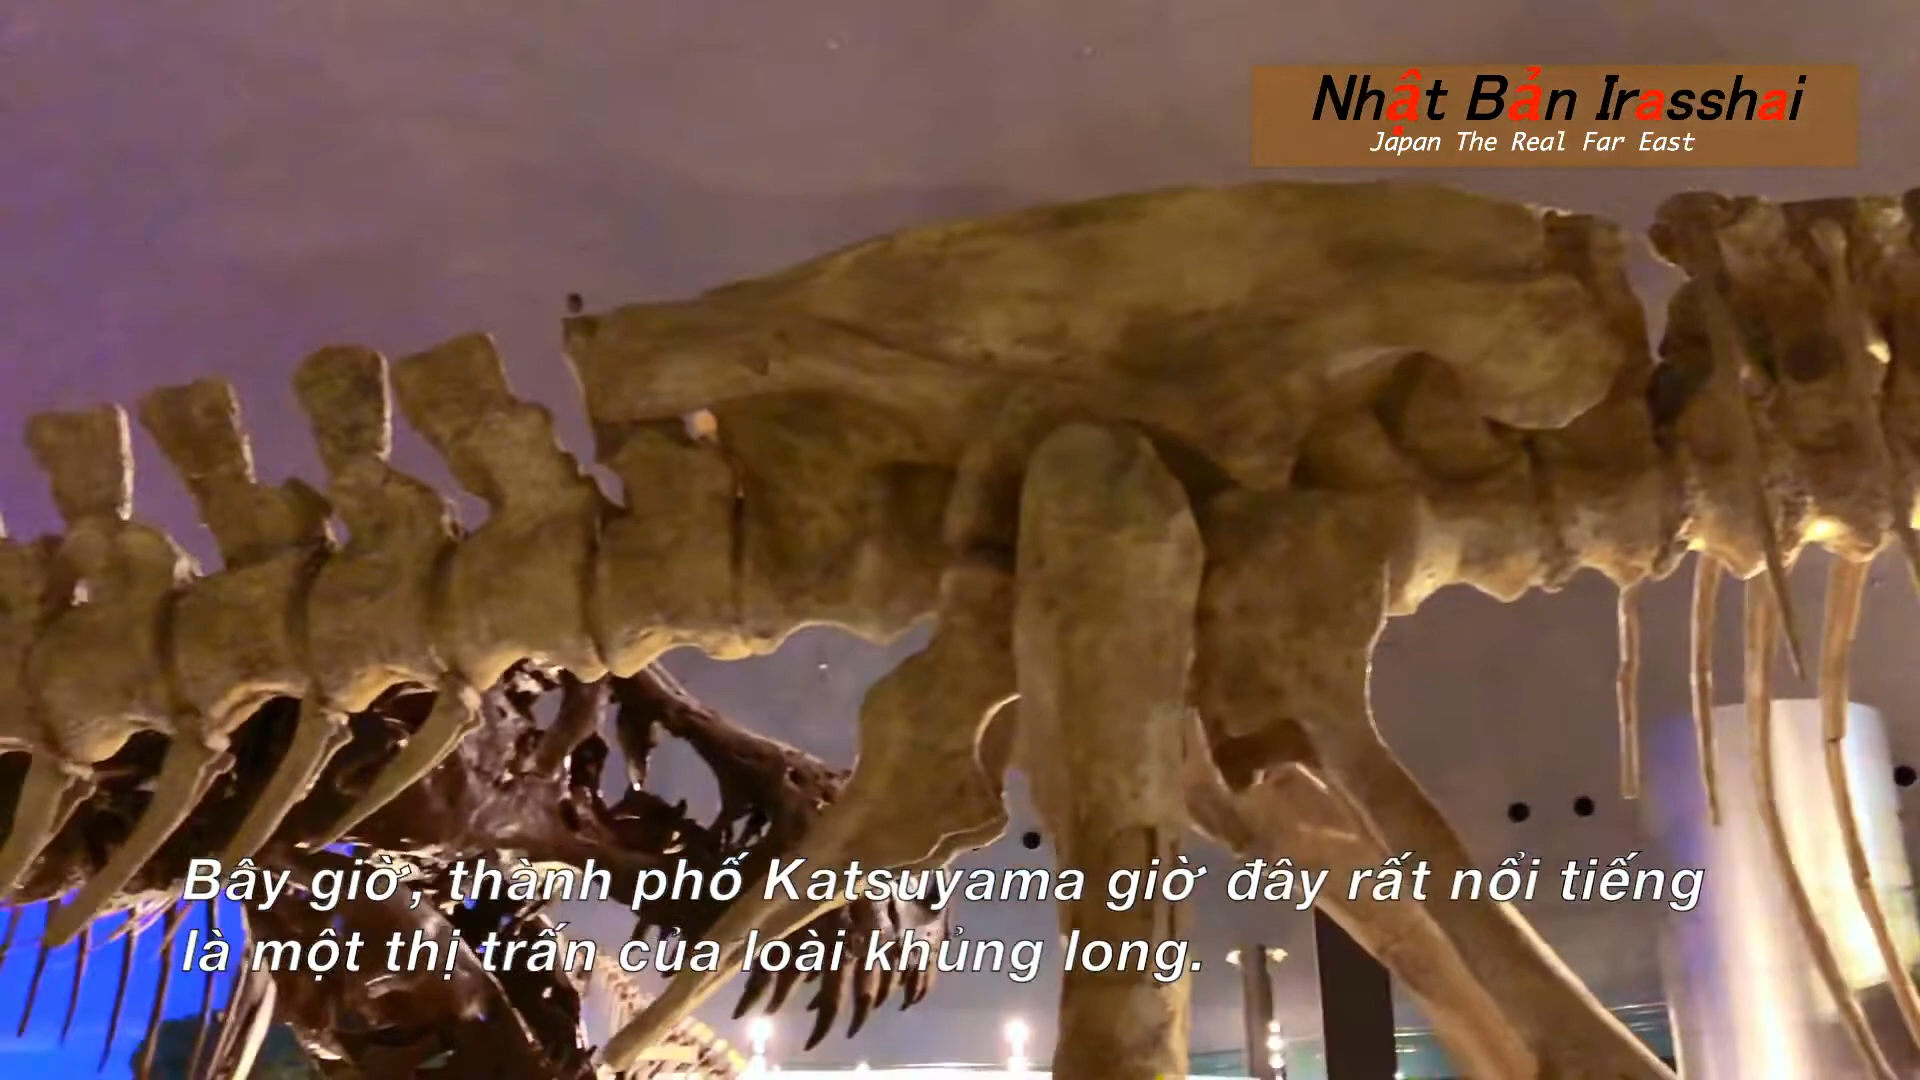 Nhật Bản Irasshai
Japan The Real Far East
Bây giờ, thành phố Katsuyama giờ đây rất nổi tiếng
là một thị trấn của loài khủng long.